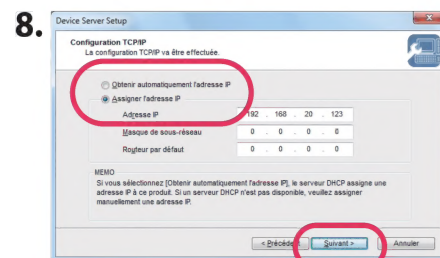 8.
Device Server Setup
Configuration TCP/IP
La configuration TCP/IP va être effectuée.
Obtenir automatiquement l'adresse IP
Assigner l'adresse IP
Adresse IP 192 . 168 . 20 . 123
Masque de sous-réseau 0 . 0 . 0 . 0
Routeur par défaut 0 . 0 . 0 . 0
MEMO
Si vous sélectionnez [Obtenir automatiquement l'adresse IP], le serveur DHCP assigne une
adresse IP à ce produit. Si un serveur DHCP n'est pas disponible, veuillez assigner
manuellement une adresse IP.
< Précéde
Suivant >
Annuler